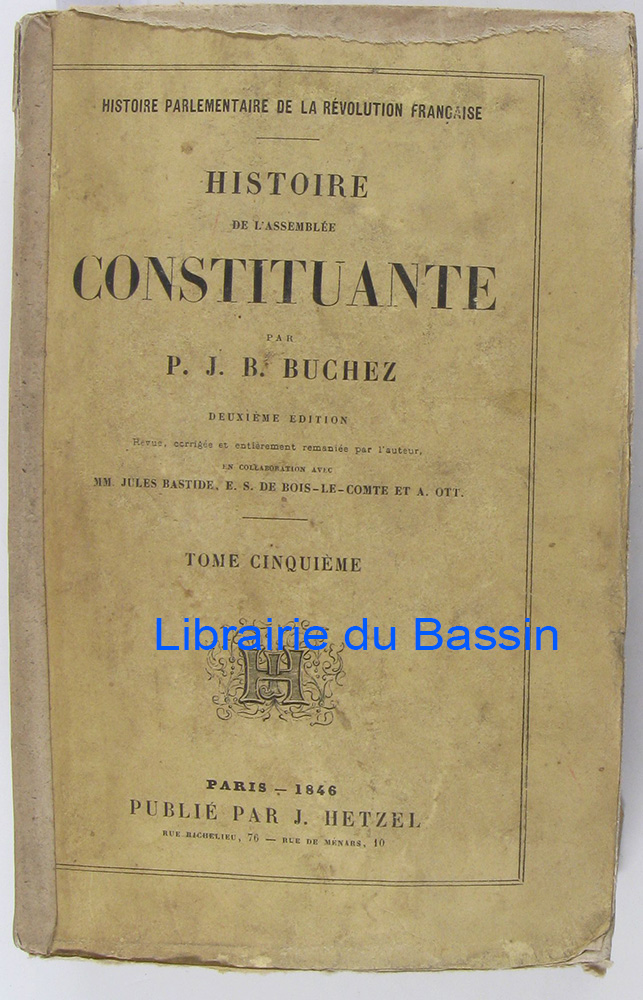 HISTOIRE PARLEMENTAIRE DE LA RÉVOLUTION FRANÇAISE
HISTOIRE
DE L'ASSEMBLÉE
CONSTITUANTE
PAR
P. J. B. BUCHEZ
DEUXIÈME EDITION
Revue, corrigée et entièrement remaniée par l'auteur,
EN COLLABORATION AVEC
MM. JULES BASTIDE, E. S. DE BOIS-LE-COMTE ET A. OTT.
TOME CINQUIÈME
Librairie du Bassin
JH
PARIS — 1846
PUBLIÉ PAR J. HETZEL
RUE RICHELIEU, 76 — RUE DE MENARS, 10